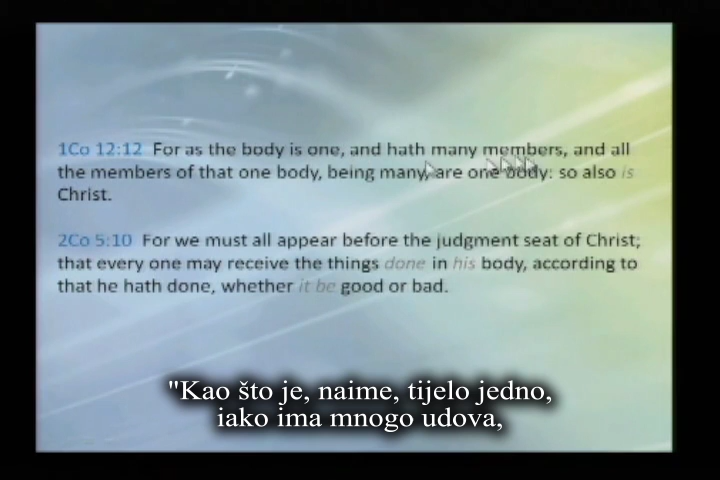 1Co 12:12 For as the body is one, and hath many members, and all
the members of that one body, being many, are one body: so also is
Christ.
2Co 5:10 For we must all appear before the judgment seat of Christ;
that every one may receive the things done in his body, according to
that he hath done, whether it be good or bad.
"Kao što je, naime, tijelo jedno,
iako ima mnogo udova,